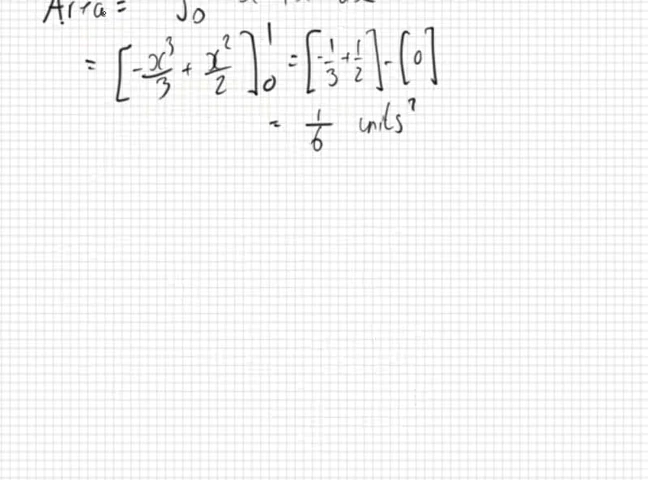 Area = ∫0
= [-x³/3 + x²/2]₀¹ = [-1/3 + 1/2] - [0]
= 1/6 units²